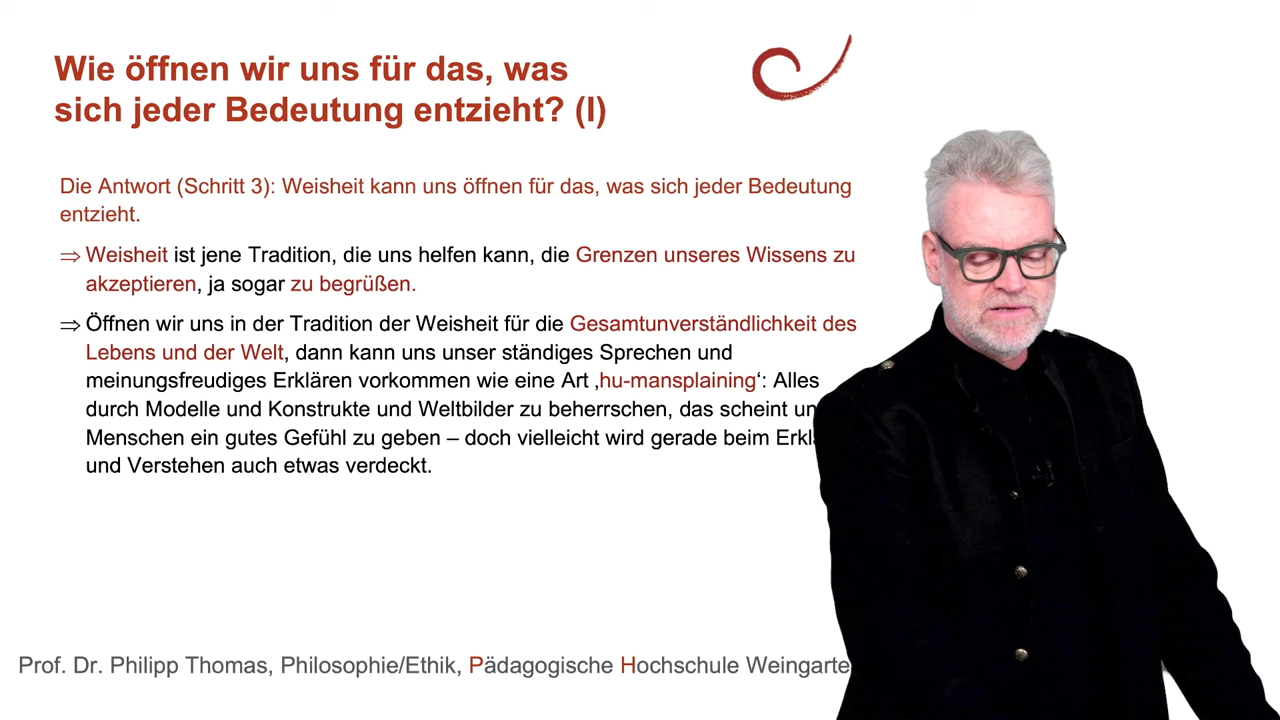 Wie öffnen wir uns für das, was
sich jeder Bedeutung entzieht? (I)
Die Antwort (Schritt 3): Weisheit kann uns öffnen für das, was sich jeder Bedeutung
entzieht.
⇒ Weisheit ist jene Tradition, die uns helfen kann, die Grenzen unseres Wissens zu
akzeptieren, ja sogar zu begrüßen.
⇒ Öffnen wir uns in der Tradition der Weisheit für die Gesamtunverständlichkeit des
Lebens und der Welt, dann kann uns unser ständiges Sprechen und
meinungsfreudiges Erklären vorkommen wie eine Art ‚hu-mansplaining‘: Alles
durch Modelle und Konstrukte und Weltbilder zu beherrschen, das scheint
Menschen ein gutes Gefühl zu geben – doch vielleicht wird gerade beim
und Verstehen auch etwas verdeckt.
Prof. Dr. Philipp Thomas, Philosophie/Ethik, Pädagogische Hochschule Weingarte